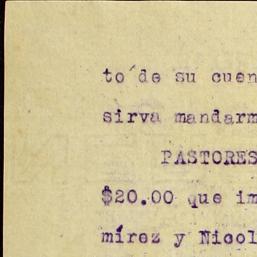 to de su cuen
sirva mandarm
PASTORES
$20.00 que im
mírez y Nicol